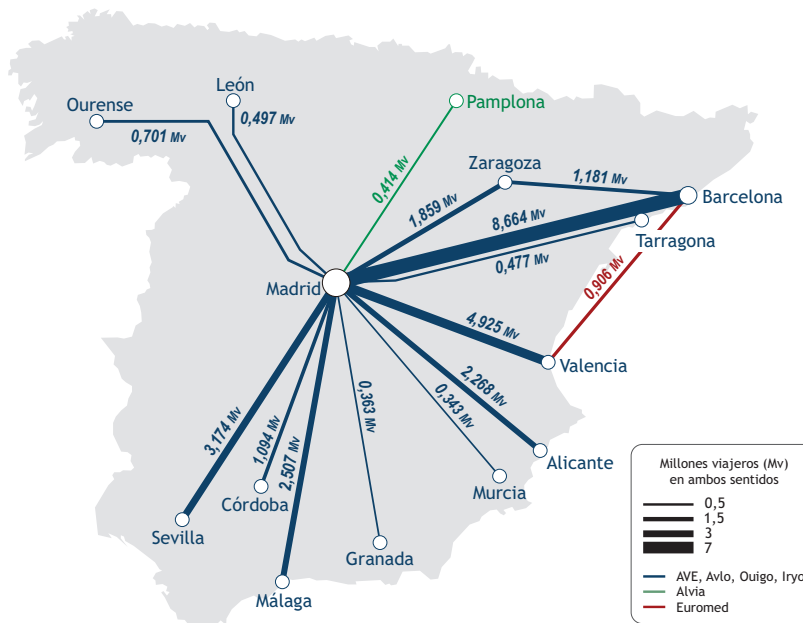 León
Ourense
0,497 Mv
0,701 Mv
Pamplona
0,414 Mv
Zaragoza
1,181 Mv
Barcelona
1,859 Mv
8,664 Mv
Tarragona
0,477 Mv
Madrid
0,906 Mv
4,925 Mv
Valencia
2,268 Mv
0,343 Mv
0,363 Mv
3,174 Mv
1,094 Mv
2,507 Mv
Alicante
Murcia
Córdoba
Sevilla
Granada
Málaga
Millones viajeros (Mv)
en ambos sentidos
0,5
1,5
3
7
AVE, Avlo, Ouigo, Iryo
Alvia
Euromed